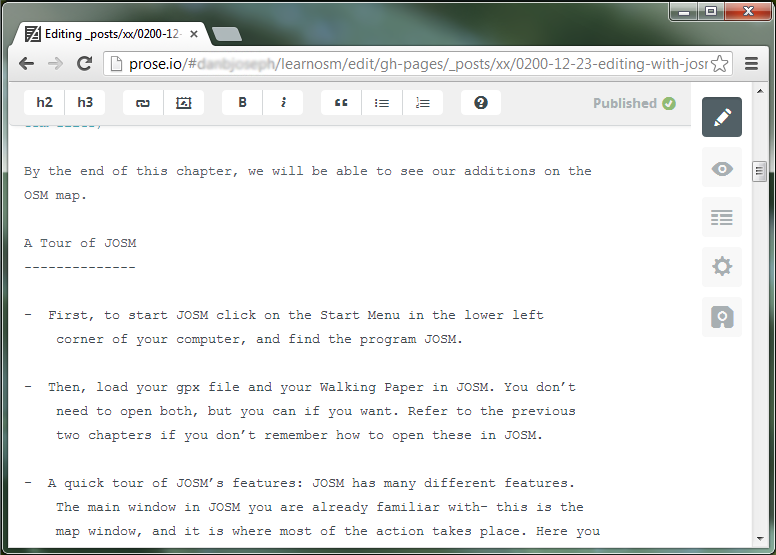 Editing _posts/xx/0200-12-
prose.io/#danbjoseph/learnosm/edit/gh-pages/_posts/xx/0200-12-23-editing-with-josm
h2 h3 B i Published
By the end of this chapter, we will be able to see our additions on the
OSM map.
A Tour of JOSM
--------------
- First, to start JOSM click on the Start Menu in the lower left
corner of your computer, and find the program JOSM.
- Then, load your gpx file and your Walking Paper in JOSM. You don’t
need to open both, but you can if you want. Refer to the previous
two chapters if you don’t remember how to open these in JOSM.
- A quick tour of JOSM’s features: JOSM has many different features.
The main window in JOSM you are already familiar with- this is the
map window, and it is where most of the action takes place. Here you